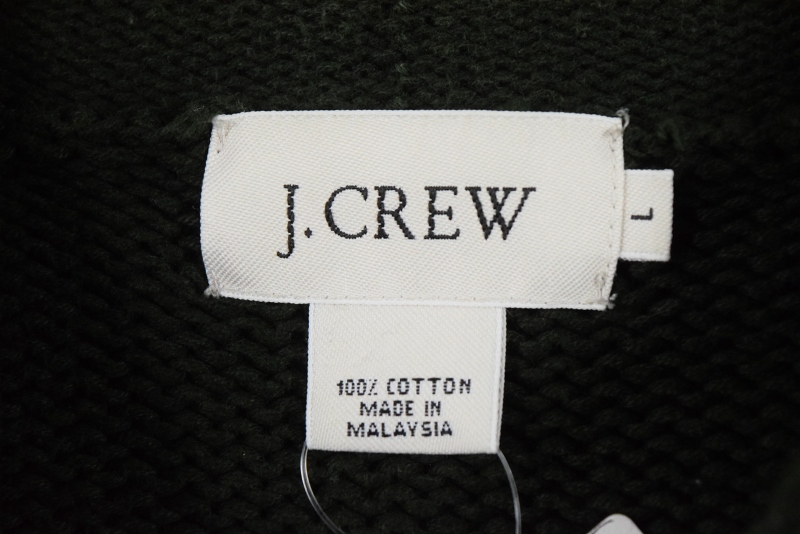 J.CREW
L
100% COTTON
MADE IN
MALAYSIA